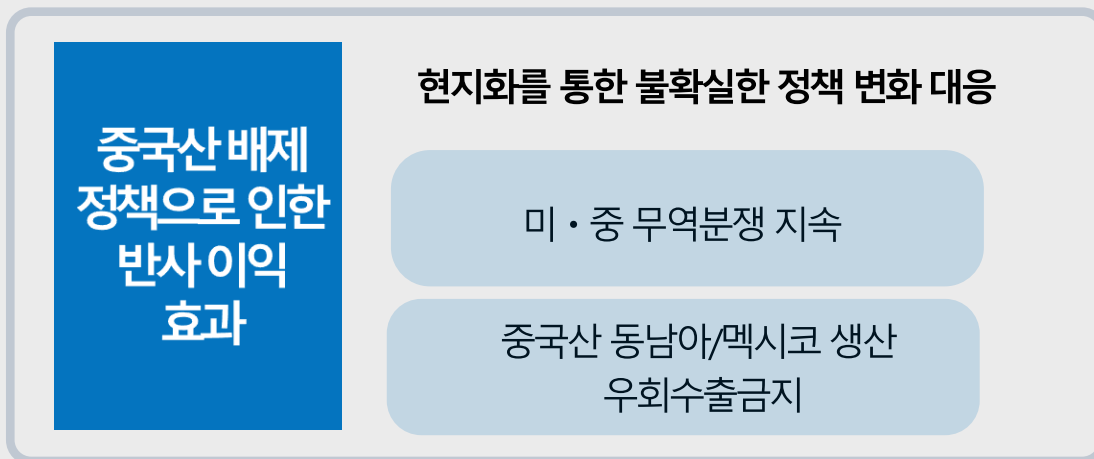 중국산 배제
정책으로 인한
반사 이익
효과
현지화를 통한 불확실한 정책 변화 대응
미・중 무역분쟁 지속
중국산 동남아/멕시코 생산
우회수출금지